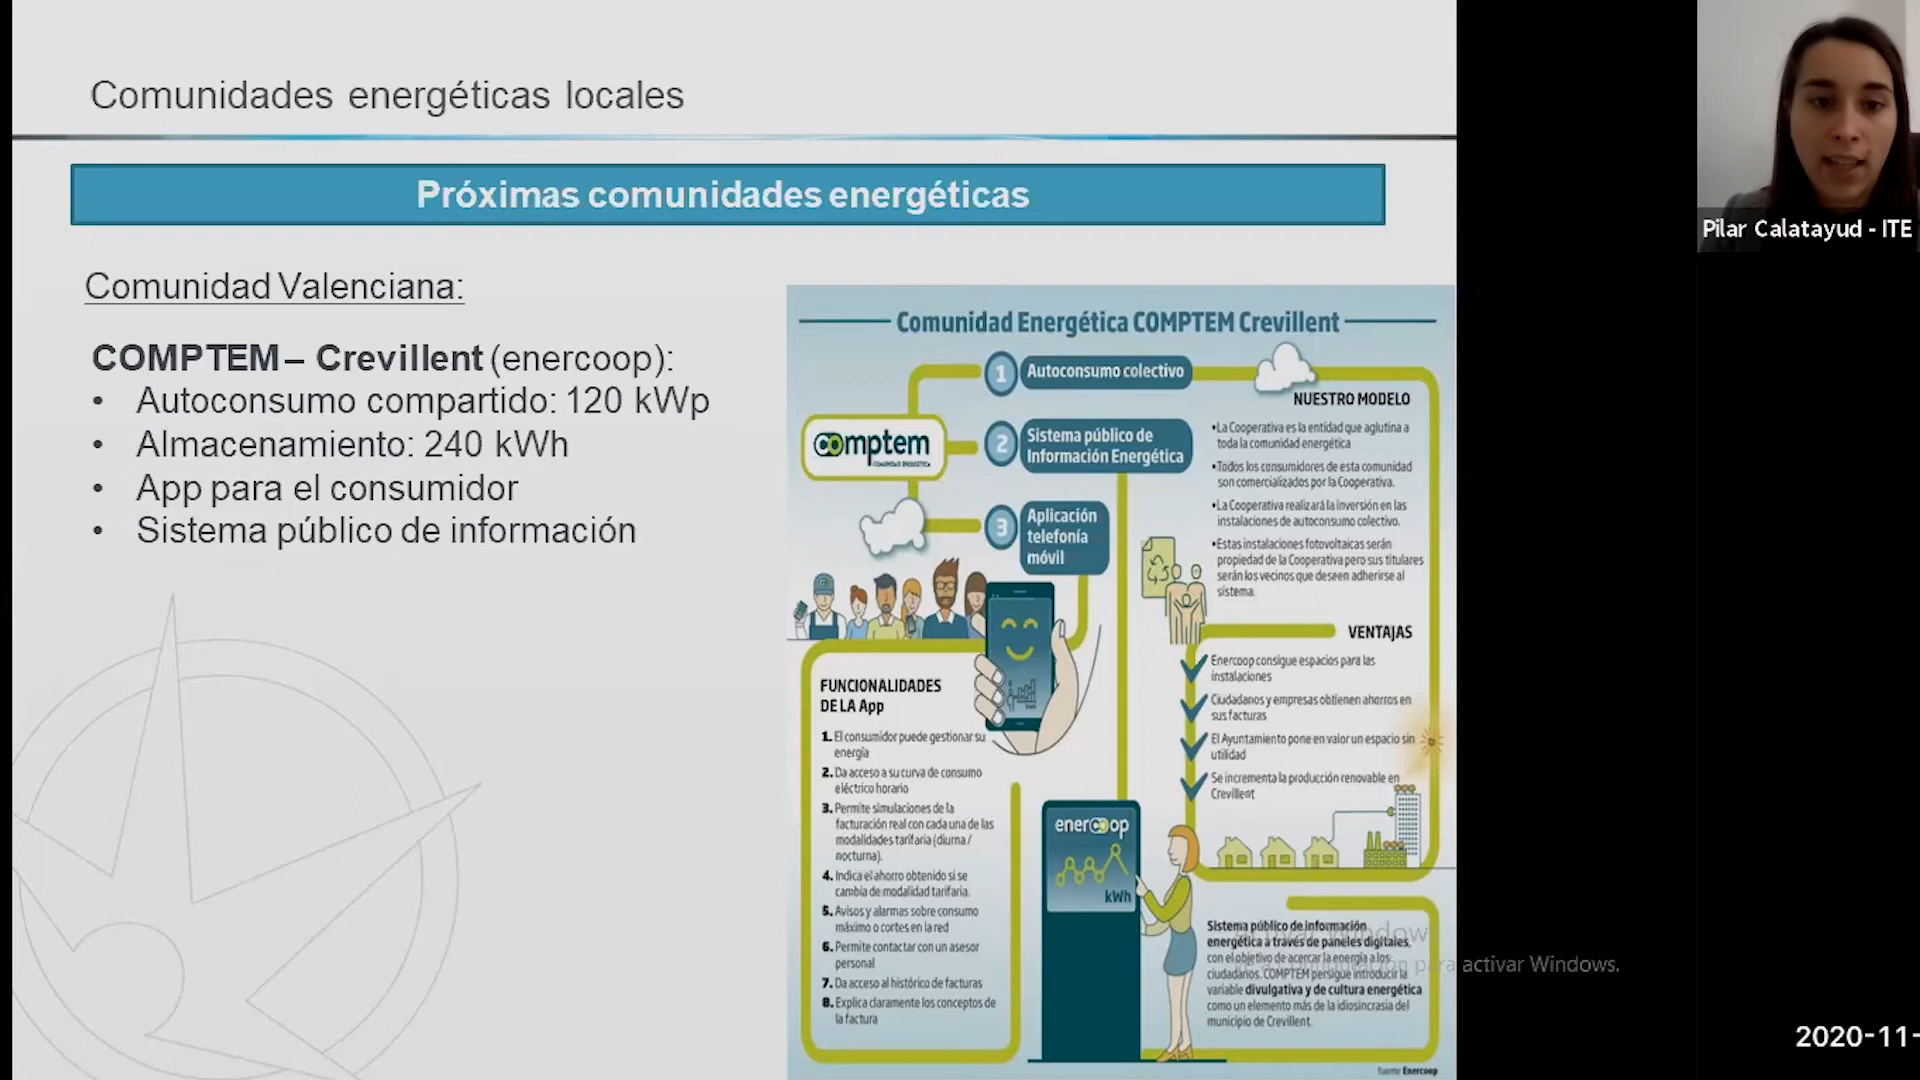 Comunidades energéticas locales
Próximas comunidades energéticas
Comunidad Valenciana:
COMPTEM – Crevillent (enercoop):
• Autoconsumo compartido: 120 kWp
• Almacenamiento: 240 kWh
• App para el consumidor
• Sistema público de información
Comunidad Energética COMPTEM Crevillent
comptem
COMUNIDAD ENERGÉTICA
1 Autoconsumo colectivo
2 Sistema público de
Información Energética
3 Aplicación
telefonía
móvil
NUESTRO MODELO
•La Cooperativa es la entidad que aglutina a
toda la comunidad energética
•Todos los consumidores de esta comunidad
son comercializados por la Cooperativa.
•La Cooperativa realizará la inversión en las
instalaciones de autoconsumo colectivo.
•Estas instalaciones fotovoltaicas serán
propiedad de la Cooperativa pero sus titulares
serán los vecinos que deseen adherirse al
sistema.
VENTAJAS
Enercoop consigue espacios para las
instalaciones
Ciudadanos y empresas obtienen ahorros en
sus facturas
El Ayuntamiento pone en valor un espacio sin
utilidad
Se incrementa la producción renovable en
Crevillent
FUNCIONALIDADES
DE LA App
1. El consumidor puede gestionar su
energía
2. Da acceso a su curva de consumo
eléctrico horario
3. Permite simulaciones de la
facturación real con cada una de las
modalidades tarifaria (diurna /
nocturna).
4. Indica el ahorro obtenido si se
cambia de modalidad tarifaria.
5. Avisos y alarmas sobre consumo
máximo o cortes en la red
6. Permite contactar con un asesor
personal
7. Da acceso al histórico de facturas
8. Explica claramente los conceptos de
la factura
enercoop
kWh
Sistema público de información
energética a través de paneles digitales,
con el objetivo de acercar la energía a los
ciudadanos. COMPTEM persigue introducir la
variable divulgativa y de cultura energética
como un elemento más de la idiosincrasia del
municipio de Crevillent.
fuente: Enercoop
Activar Window
para activar Windows.
Pilar Calatayud - ITE
2020-11-